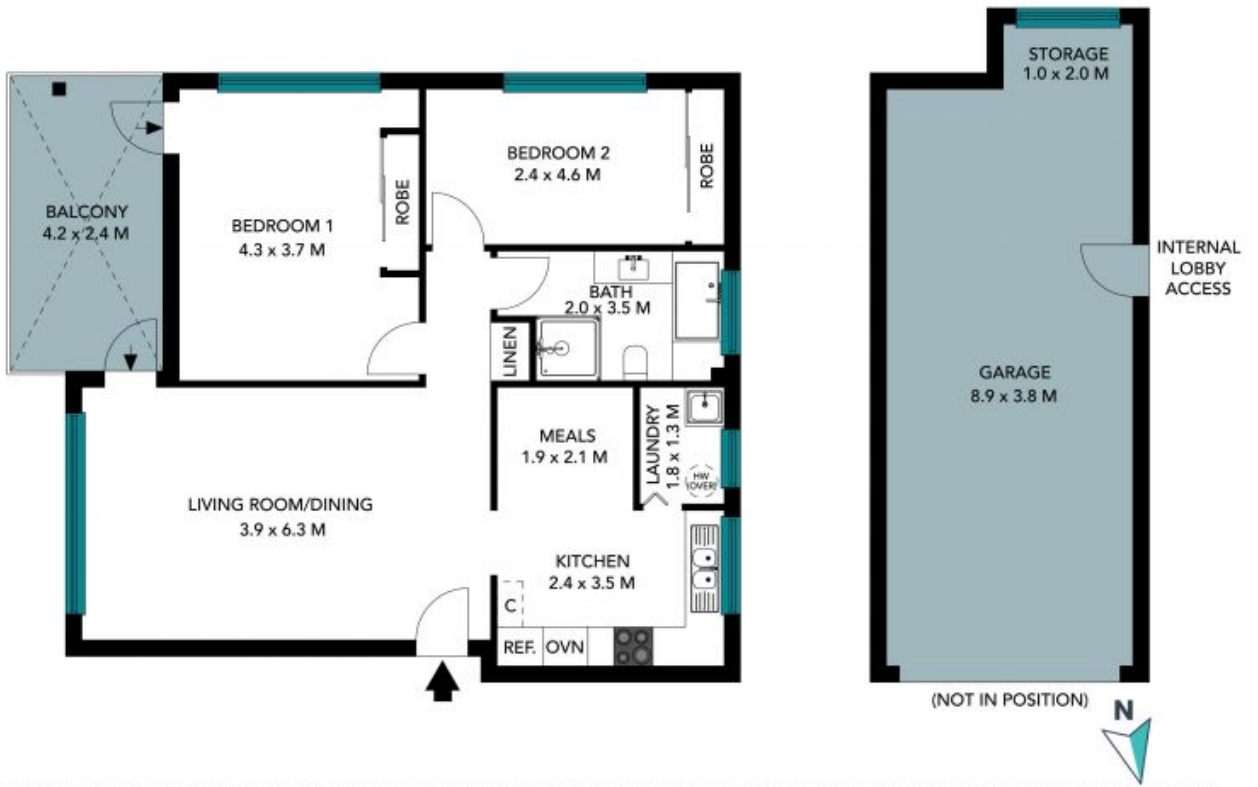 STORAGE
1.0 x 2.0 M
BEDROOM 2
2.4 x 4.6 M
ROBE
ROBE
BALCONY
4.2 x 2.4 M
BEDROOM 1
4.3 x 3.7 M
INTERNAL
LOBBY
ACCESS
BATH
2.0 x 3.5 M
LINEN
GARAGE
8.9 x 3.8 M
MEALS
1.9 x 2.1 M
LAUNDRY
1.8 x 1.3 M
HW
(OVER)
LIVING ROOM/DINING
3.9 x 6.3 M
KITCHEN
2.4 x 3.5 M
C
REF.
OVN
(NOT IN POSITION)
N